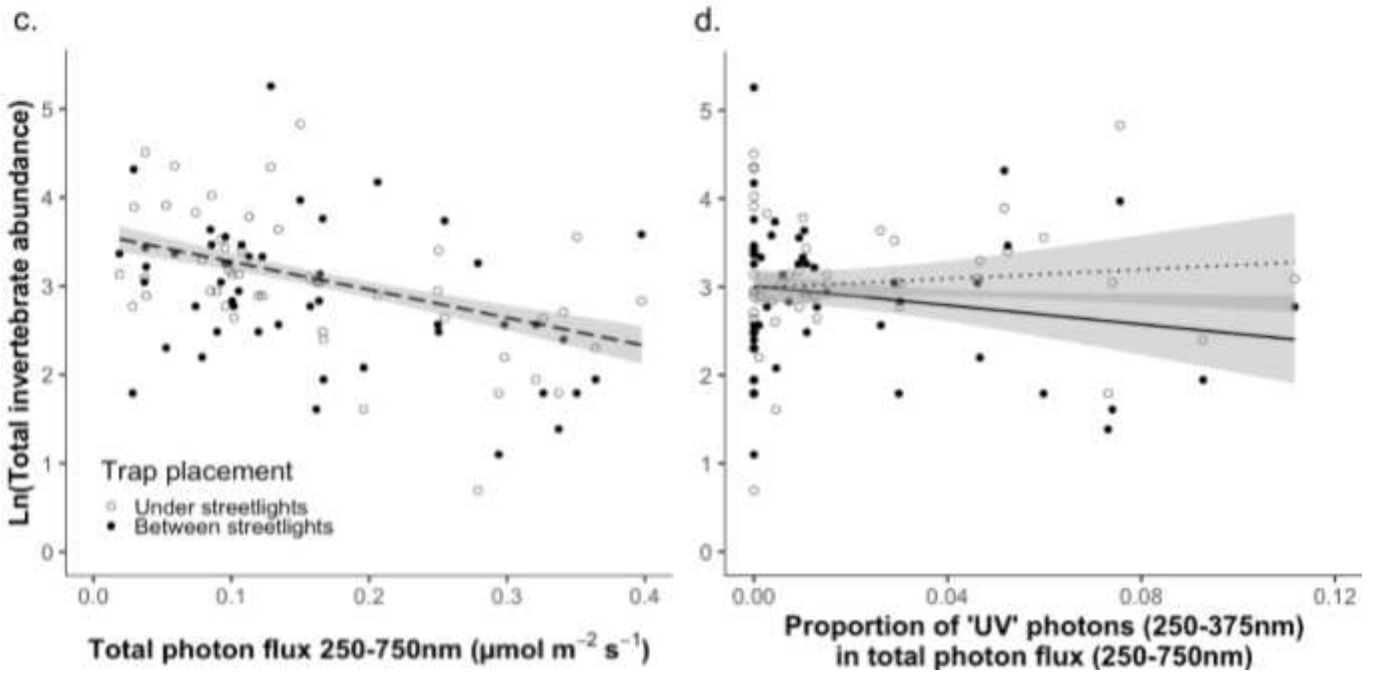 c.
Ln(Total invertebrate abundance)
5
4
3
2
1
0
Trap placement
Under streetlights
Between streetlights
0.0 0.1 0.2 0.3 0.4
Total photon flux 250-750nm (μmol m⁻² s⁻¹)
d.
5
4
3
2
1
0
0.00 0.04 0.08 0.12
Proportion of 'UV' photons (250-375nm)
in total photon flux (250-750nm)